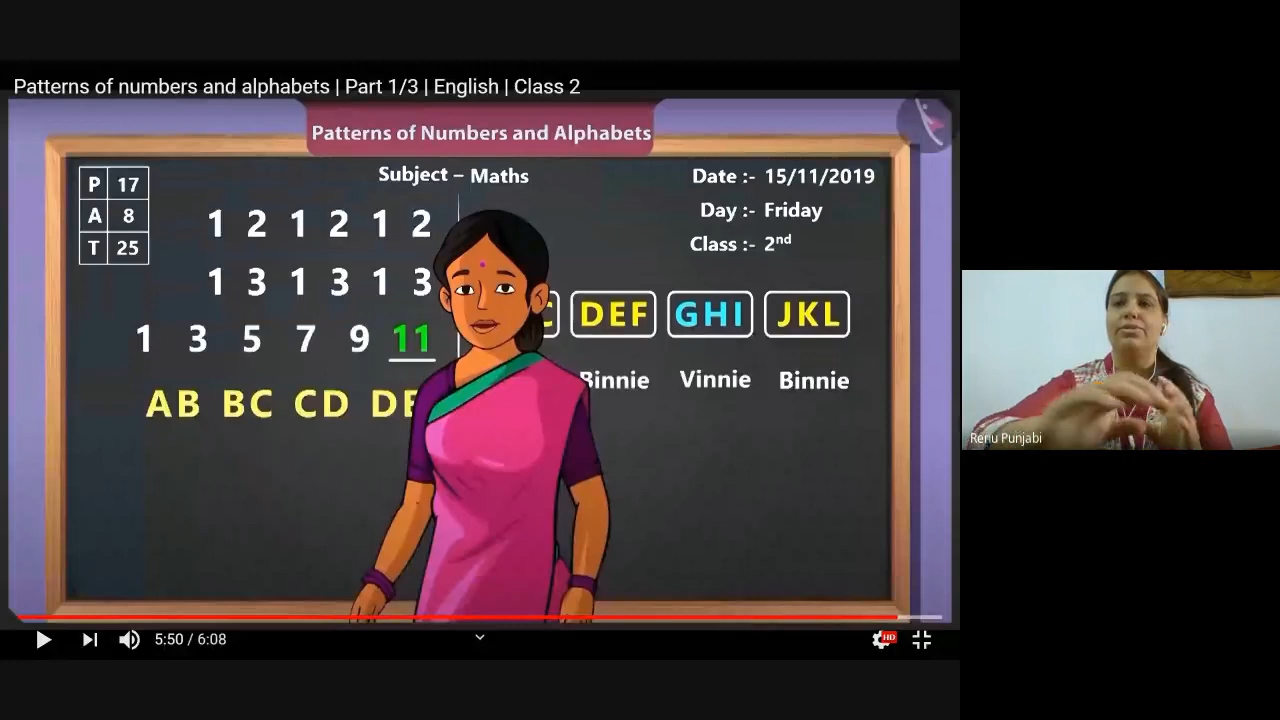 Patterns of numbers and alphabets | Part 1/3 | English | Class 2
Patterns of Numbers and Alphabets
Subject – Maths
P 17
A 8
T 25
Date :- 15/11/2019
Day :- Friday
Class :- 2nd
1 2 1 2 1 2
1 3 1 3 1 3
1 3 5 7 9 11
AB BC CD DE
C DEF GHI JKL
Binnie Vinnie Binnie
Renu Punjabi
5:50 / 6:08
HD